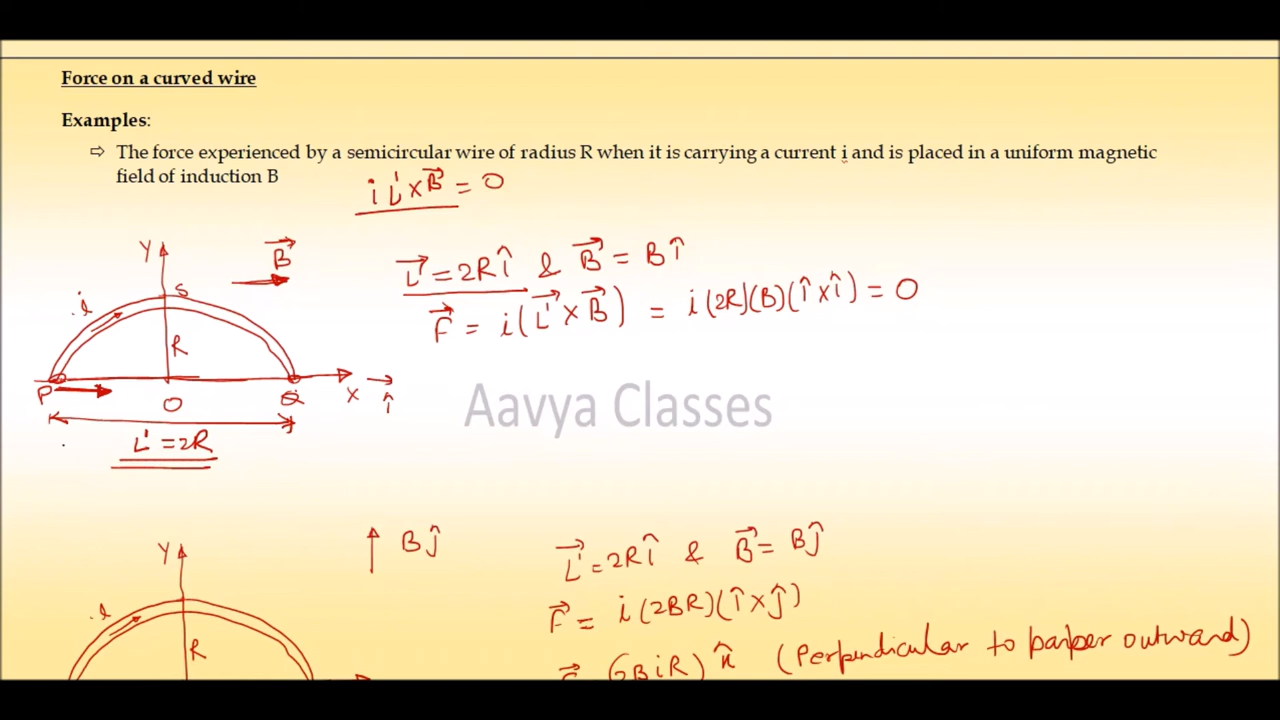 Force on a curved wire
Examples:
⇨ The force experienced by a semicircular wire of radius R when it is carrying a current i and is placed in a uniform magnetic
field of induction B
i L' × B⃗ = 0
Y
B⃗
L⃗' = 2R î & B⃗ = B î
F⃗ = i(L⃗' × B⃗) = i(2R)(B)(î × î) = 0
i
S
R
P
O
Q
X
î
L' = 2R
Aavya Classes
B ĵ
Y
L⃗' = 2R î & B⃗ = B ĵ
i
F⃗ = i(2BR)(î × ĵ)
R
(2BiR) (Perpendicular to paper outward)